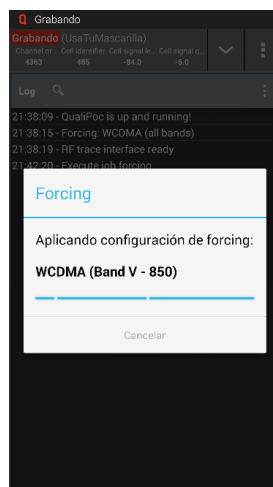 Grabando
Grabando (UsaTuMascarilla)
Channel nr Cell identifier Cell signal le... Cell signal q...
4363 485 -84.0 -6.0
Log
21:38:09 - QualiPoc is up and running!
21:38:15 - Forcing: WCDMA (all bands)
21:38:19 - RF trace interface ready
21:42:20 - Execute job forcing
Forcing
Aplicando configuración de forcing:
WCDMA (Band V - 850)
Cancelar